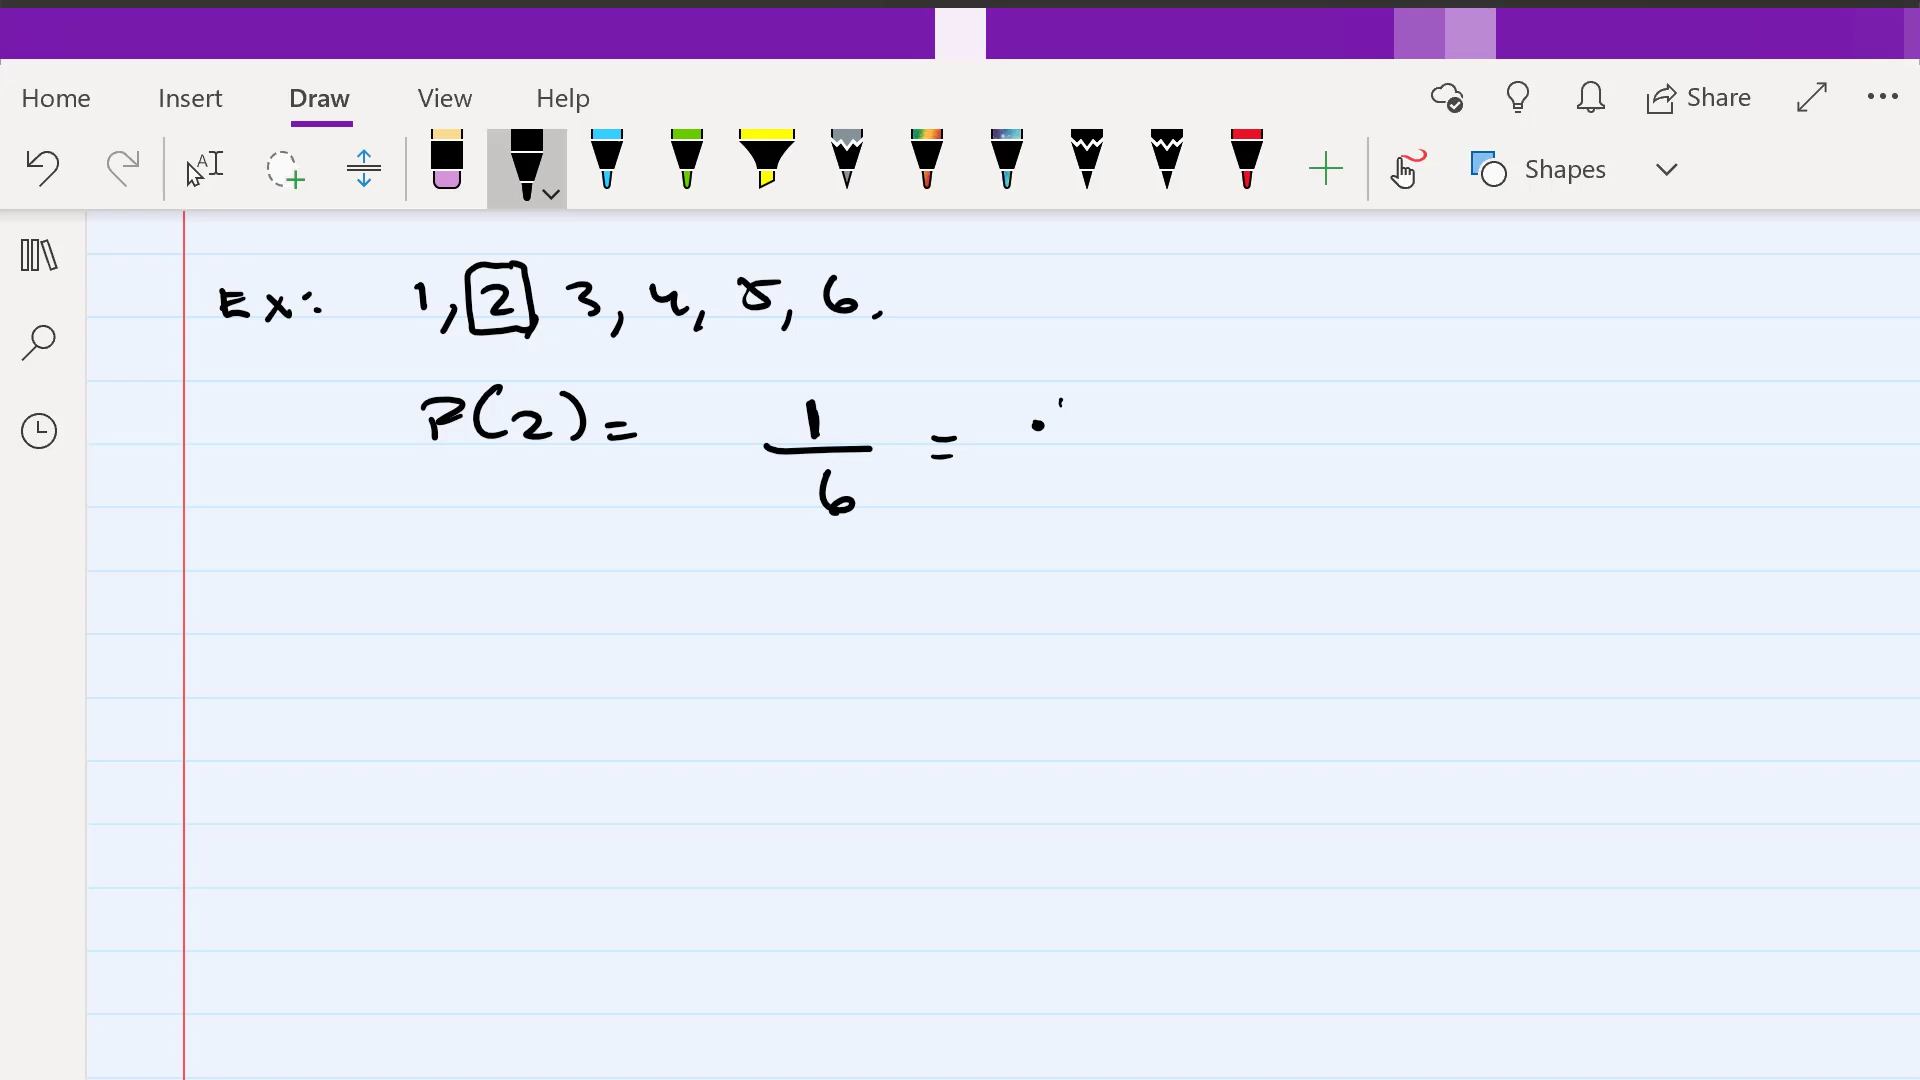 Home Insert Draw View Help Share
A Shapes
Ex: 1, 2 3, 4, 5, 6.
P(2) = 1/6 = .